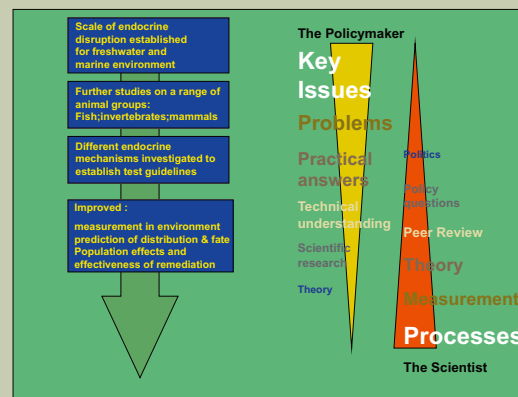 Scale of endocrine
disruption established
for freshwater and
marine environment
Further studies on a range of
animal groups:
Fish;invertebrates;mammals
Different endocrine
mechanisms investigated to
establish test guidelines
Improved :
measurement in environment
prediction of distribution & fate
Population effects and
effectiveness of remediation
The Policymaker
Key
Issues
Problems
Practical
answers
Technical
understanding
Scientific
research
Theory
Politics
Policy
questions
Peer Review
Theory
Measurement
Processes
The Scientist